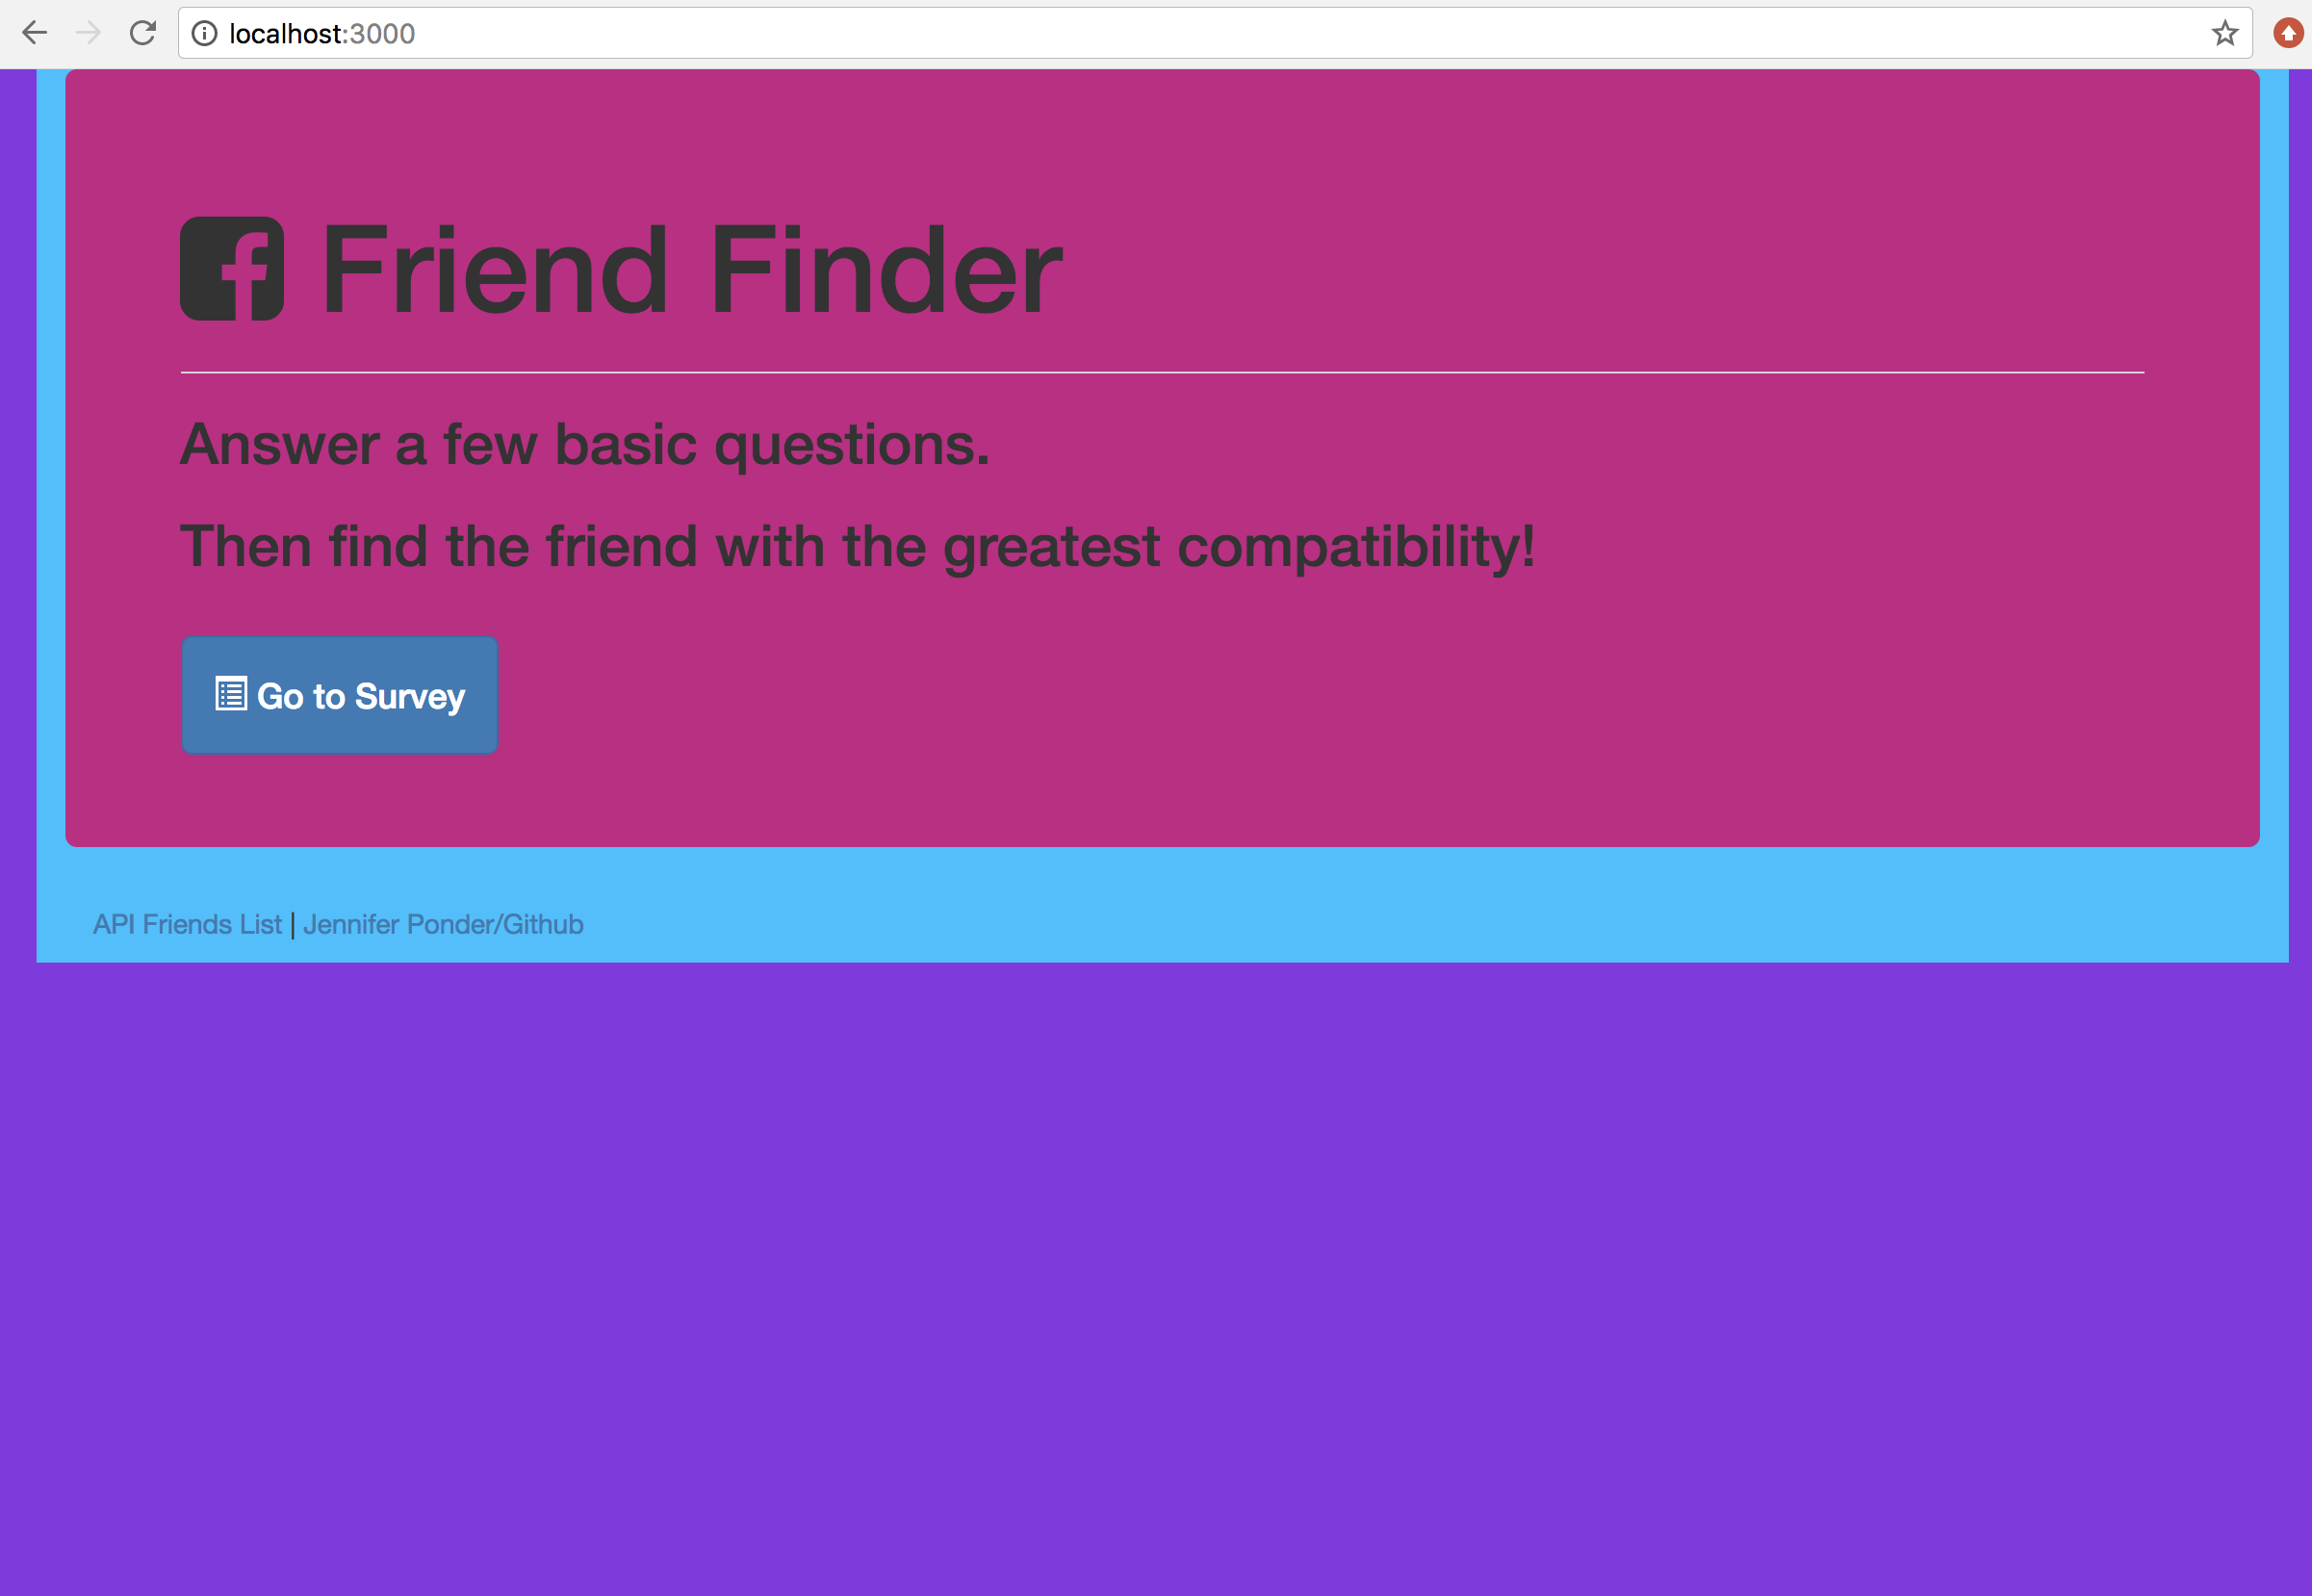 localhost:3000
Friend Finder
Answer a few basic questions.
Then find the friend with the greatest compatibility!
Go to Survey
API Friends List | Jennifer Ponder/Github